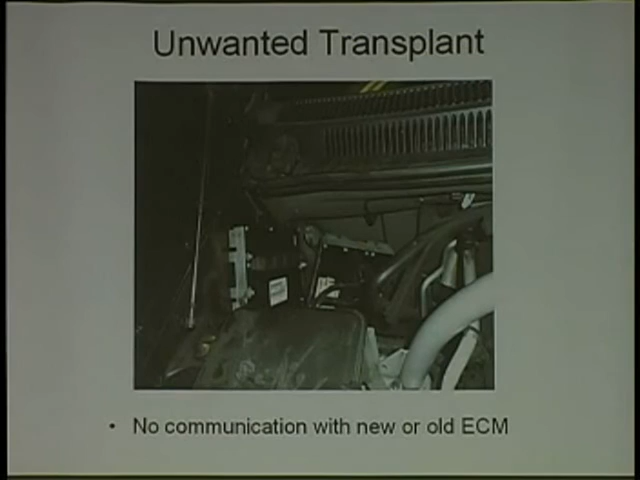 Unwanted Transplant
• No communication with new or old ECM